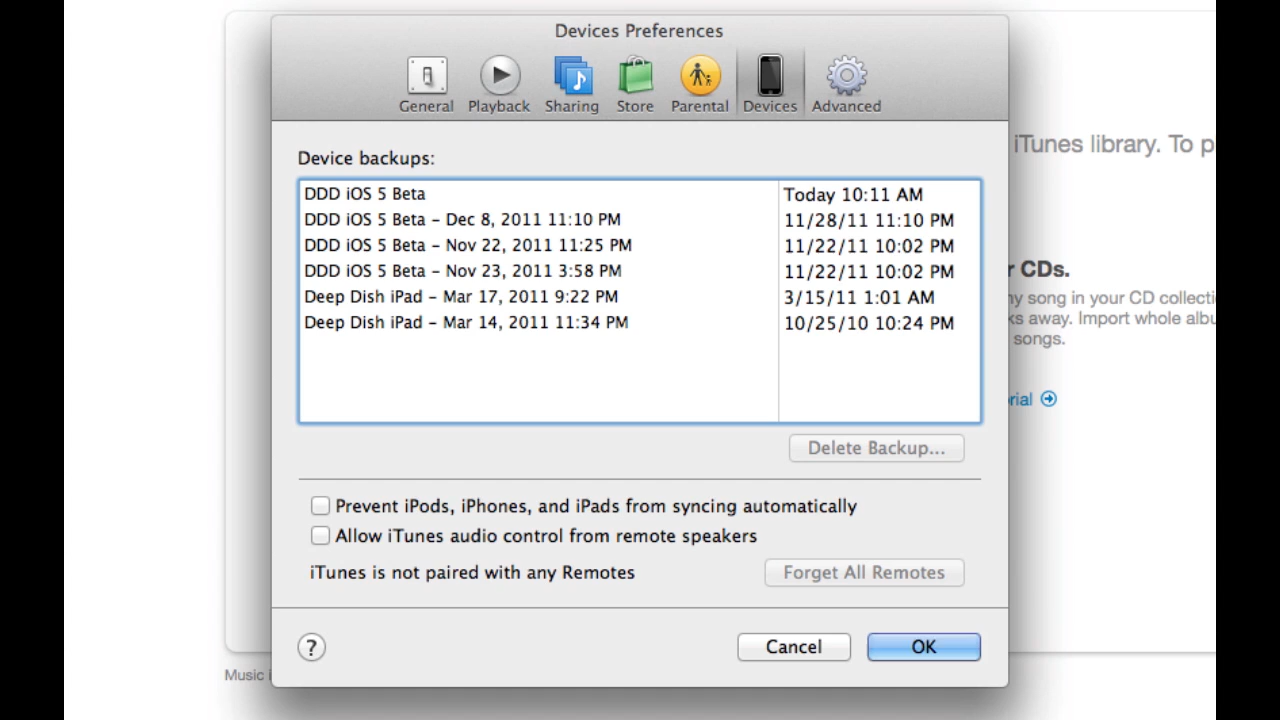 Devices Preferences
General Playback Sharing Store Parental Devices Advanced
iTunes library. To p
Device backups:
DDD iOS 5 Beta Today 10:11 AM
DDD iOS 5 Beta – Dec 8, 2011 11:10 PM 11/28/11 11:10 PM
DDD iOS 5 Beta – Nov 22, 2011 11:25 PM 11/22/11 10:02 PM
DDD iOS 5 Beta – Nov 23, 2011 3:58 PM 11/22/11 10:02 PM
Deep Dish iPad – Mar 17, 2011 9:22 PM 3/15/11 1:01 AM
Deep Dish iPad – Mar 14, 2011 11:34 PM 10/25/10 10:24 PM
r CDs.
ny song in your CD collecti
ks away. Import whole albu
songs.
rial
Delete Backup...
Prevent iPods, iPhones, and iPads from syncing automatically
Allow iTunes audio control from remote speakers
iTunes is not paired with any Remotes Forget All Remotes
? Cancel OK
Music i